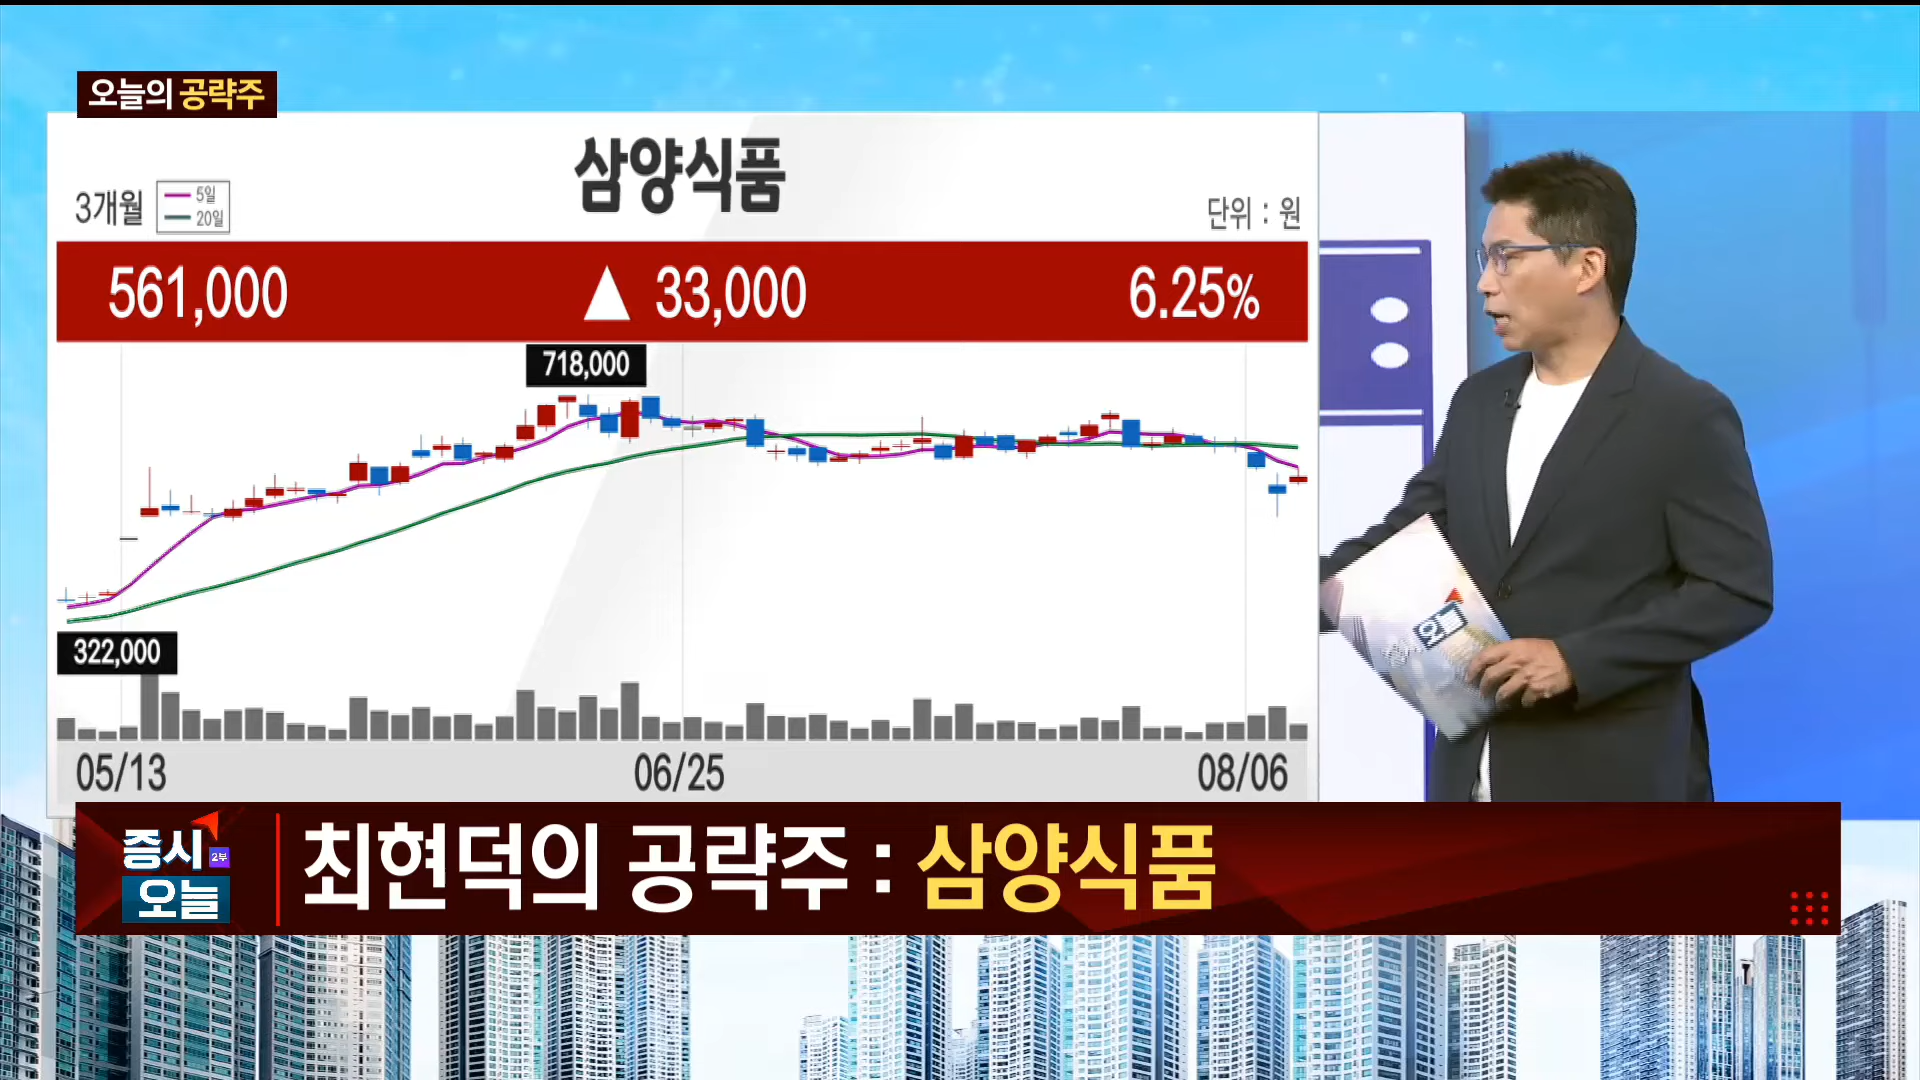 오늘의 공략주
삼양식품
3개월
5일
20일
단위 : 원
561,000 ▲ 33,000 6.25%
718,000
322,000
05/13 06/25 08/06
오늘
증시 2부
오늘
최현덕의 공략주 : 삼양식품